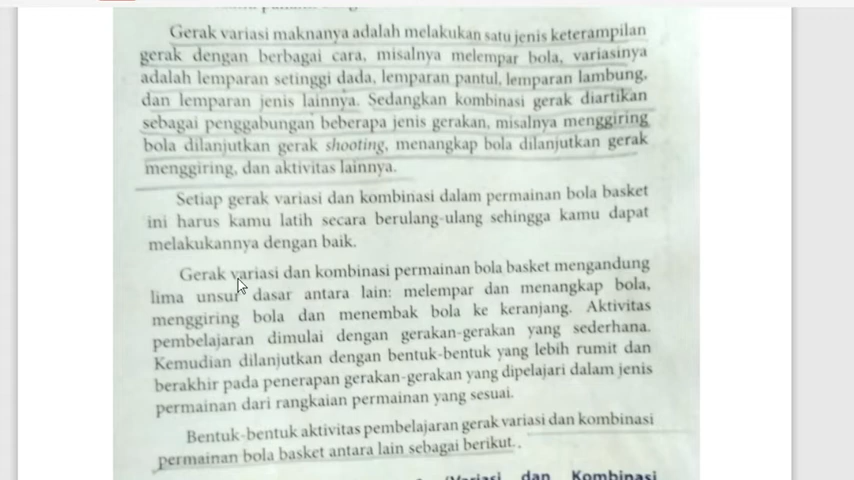 Gerak variasi maknanya adalah melakukan satu jenis keterampilan
gerak dengan berbagai cara, misalnya melempar bola, variasinya
adalah lemparan setinggi dada, lemparan pantul, lemparan lambung,
dan lemparan jenis lainnya. Sedangkan kombinasi gerak diartikan
sebagai penggabungan beberapa jenis gerakan, misalnya menggiring
bola dilanjutkan gerak shooting, menangkap bola dilanjutkan gerak
menggiring, dan aktivitas lainnya.
Setiap gerak variasi dan kombinasi dalam permainan bola basket
ini harus kamu latih secara berulang-ulang sehingga kamu dapat
melakukannya dengan baik.
Gerak variasi dan kombinasi permainan bola basket mengandung
lima unsur dasar antara lain: melempar dan menangkap bola,
menggiring bola dan menembak bola ke keranjang. Aktivitas
pembelajaran dimulai dengan gerakan-gerakan yang sederhana.
Kemudian dilanjutkan dengan bentuk-bentuk yang lebih rumit dan
berakhir pada penerapan gerakan-gerakan yang dipelajari dalam jenis
permainan dari rangkaian permainan yang sesuai.
Bentuk-bentuk aktivitas pembelajaran gerak variasi dan kombinasi
permainan bola basket antara lain sebagai berikut.
(Variasi dan Kombinasi